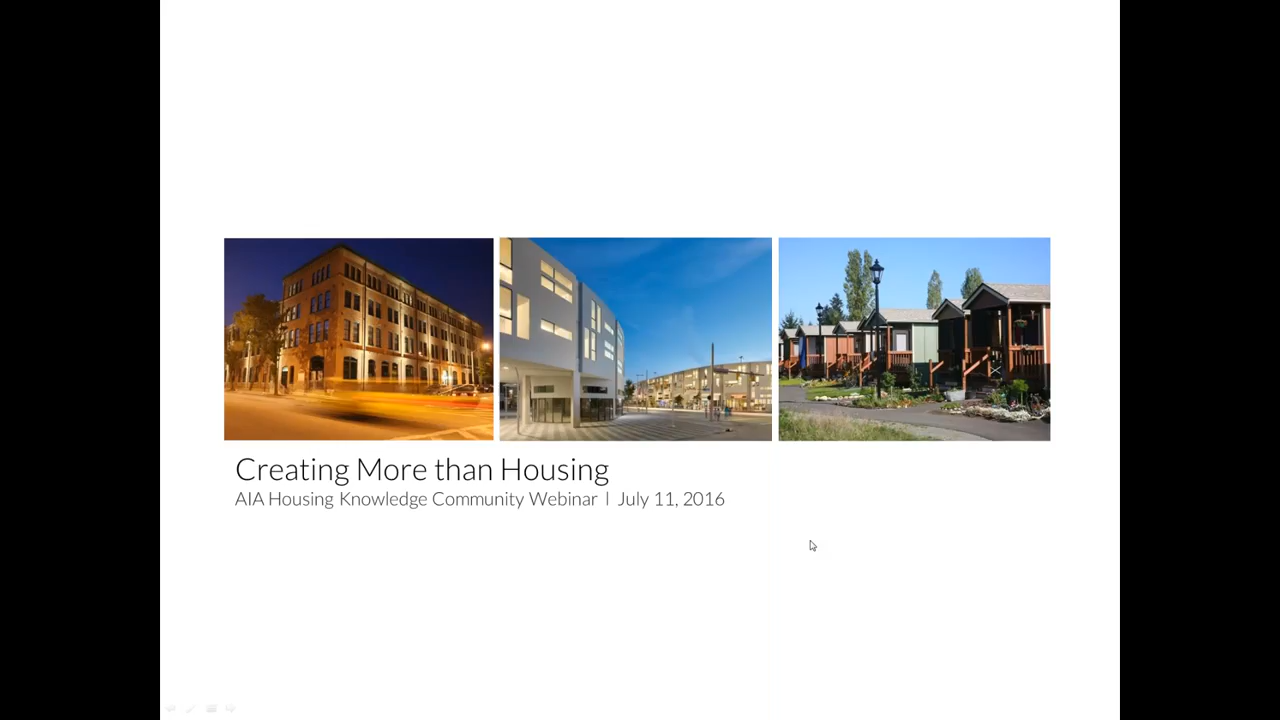 Creating More than Housing
AIA Housing Knowledge Community Webinar | July 11, 2016